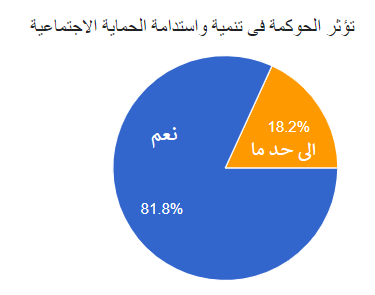 تؤثر الحوكمة فى تنمية واستدامة الحماية الاجتماعية
18.2%
الى حد ما
نعم
81.8%